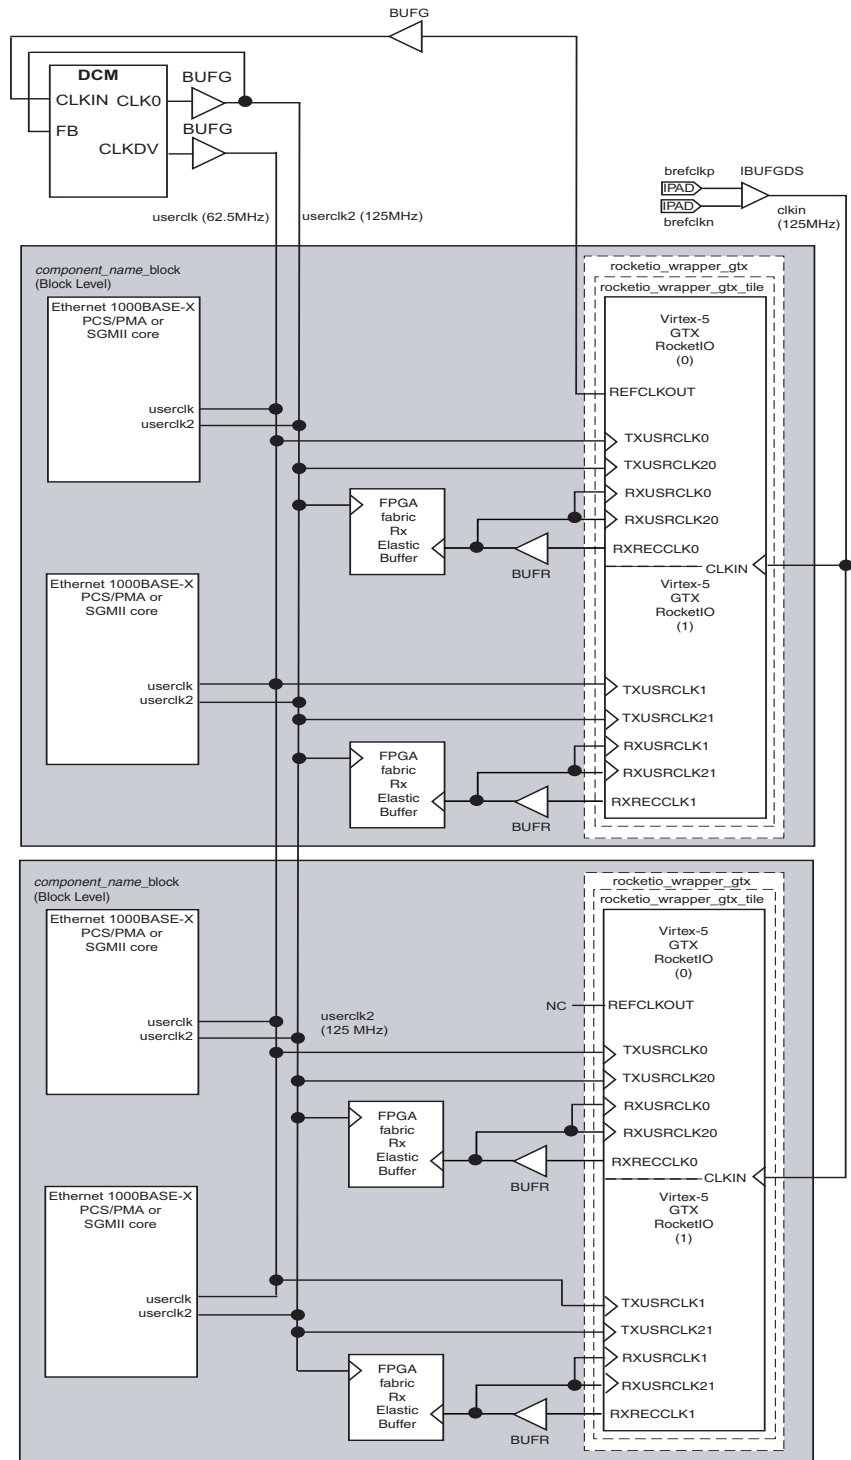 BUFG
DCM
BUFG
CLKIN CLK0
FB
BUFG
CLKDV
brefclkp
IBUFGDS
IPAD
IPAD
brefclkn
clkin
(125MHz)
userclk (62.5MHz)
userclk2 (125MHz)
component_name_block
(Block Level)
rocketio_wrapper_gtx
rocketio_wrapper_gtx_tile
Ethernet 1000BASE-X
PCS/PMA or
SGMII core
userclk
userclk2
Virtex-5
GTX
RocketIO
(0)
REFCLKOUT
TXUSRCLK0
TXUSRCLK20
RXUSRCLK0
RXUSRCLK20
RXRECCLK0
FPGA
fabric
Rx
Elastic
Buffer
BUFR
CLKIN
Ethernet 1000BASE-X
PCS/PMA or
SGMII core
userclk
userclk2
Virtex-5
GTX
RocketIO
(1)
TXUSRCLK1
TXUSRCLK21
RXUSRCLK1
RXUSRCLK21
RXRECCLK1
FPGA
fabric
Rx
Elastic
Buffer
BUFR
component_name_block
(Block Level)
rocketio_wrapper_gtx
rocketio_wrapper_gtx_tile
Ethernet 1000BASE-X
PCS/PMA or
SGMII core
userclk
userclk2
userclk2
(125 MHz)
Virtex-5
GTX
RocketIO
(0)
NC
REFCLKOUT
TXUSRCLK0
TXUSRCLK20
RXUSRCLK0
RXUSRCLK20
RXRECCLK0
FPGA
fabric
Rx
Elastic
Buffer
BUFR
CLKIN
Ethernet 1000BASE-X
PCS/PMA or
SGMII core
userclk
userclk2
Virtex-5
GTX
RocketIO
(1)
TXUSRCLK1
TXUSRCLK21
RXUSRCLK1
RXUSRCLK21
RXRECCLK1
FPGA
fabric
Rx
Elastic
Buffer
BUFR